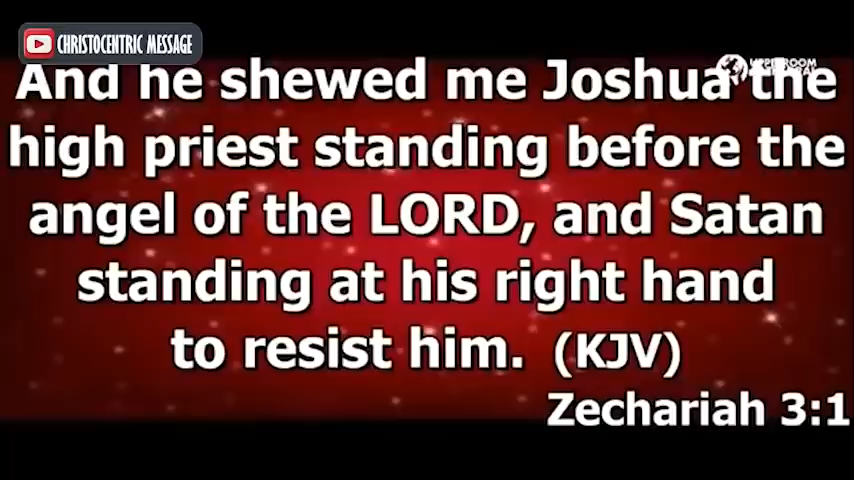 CHRISTOCENTRIC MESSAGE
And he shewed me Joshua the
high priest standing before the
angel of the LORD, and Satan
standing at his right hand
to resist him. (KJV)
Zechariah 3:1